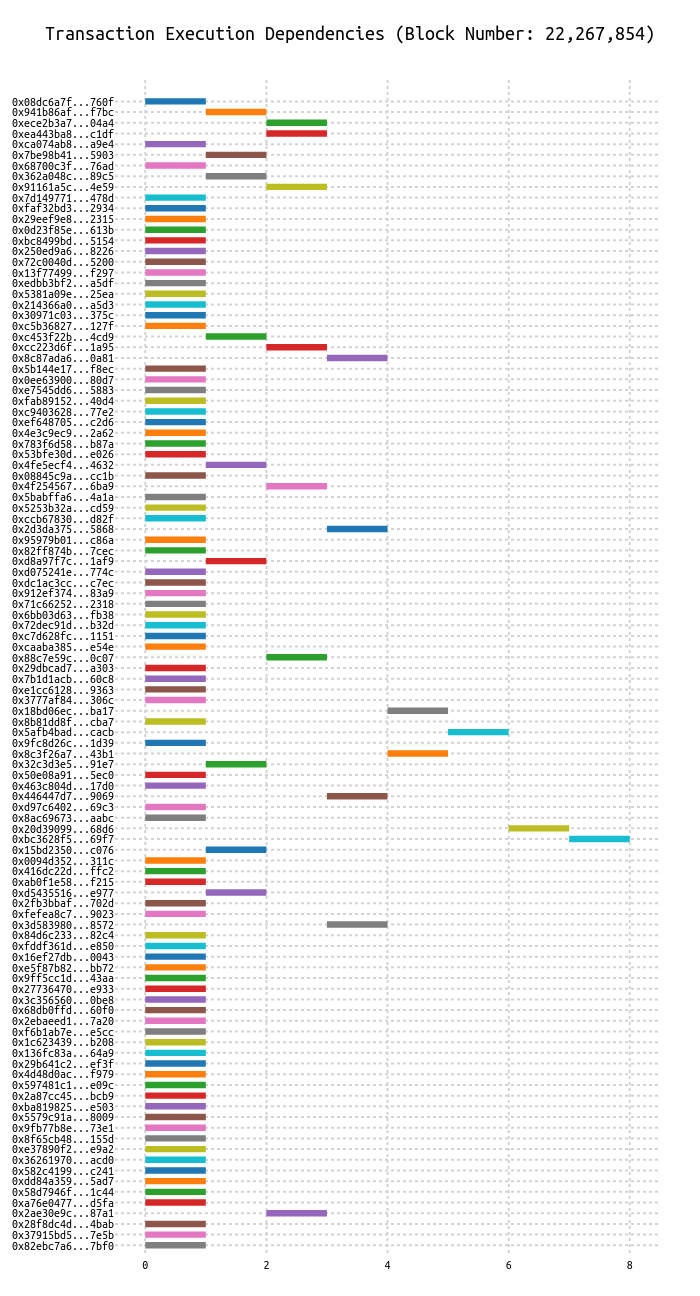 Transaction Execution Dependencies (Block Number: 22,267,854)
0x08dc6a7f...760f
0x941b86af...f7bc
0xece2b3a7...04a4
0xea443ba8...c1df
0xca074ab8...a9e4
0x7be98b41...5903
0x68700c3f...76ad
0x362a048c...89c5
0x91161a5c...4e59
0x7d149771...478d
0xfaf32bd3...2934
0x29eef9e8...2315
0x0d23f85e...613b
0xbc8499bd...5154
0x250ed9a6...8226
0x72c0040d...5200
0x13f77499...f297
0xedbb3bf2...a5df
0x5381a09e...25ea
0x214366a0...a5d3
0x30971c03...375c
0xc5b36827...127f
0xc453f22b...4cd9
0xcc223d6f...1a95
0x8c87ada6...0a81
0x5b144e17...f8ec
0x0ee63900...80d7
0xe7545dd6...5883
0xfab89152...40d4
0xc9403628...77e2
0xef648705...c2d6
0x4e3c9ec9...2a62
0x783f6d58...b87a
0x53bfe30d...e026
0x4fe5ecf4...4632
0x08845c9a...cc1b
0x4f254567...6ba9
0x5babffa6...4a1a
0x5253b32a...cd59
0xccb67830...d82f
0x2d3da375...5868
0x95979b01...c86a
0x82ff874b...7cec
0xd8a97f7c...1af9
0xd075241e...774c
0xdc1ac3cc...c7ec
0x912ef374...83a9
0x71c66252...2318
0x6bb03d63...fb38
0x72dec91d...b32d
0xc7d628fc...1151
0xcaaba385...e54e
0x88c7e59c...0c07
0x29dbcad7...a303
0x7b1d1acb...60c8
0xe1cc6128...9363
0x3777af84...306c
0x18bd06ec...ba17
0x8b81dd8f...cba7
0x5afb4bad...cacb
0x9fc8d26c...1d39
0x8c3f26a7...43b1
0x32c3d3e5...91e7
0x50e08a91...5ec0
0x463c804d...17d0
0x446447d7...9069
0xd97c6402...69c3
0x8ac69673...aabc
0x20d39099...68d6
0xbc3628f5...69f7
0x15bd2350...c076
0x0094d352...311c
0x416dc22d...ffc2
0xab0f1e58...f215
0xd5435516...e977
0x2fb3bbaf...702d
0xfefea8c7...9023
0x3d583980...8572
0x84d6c233...82c4
0xfddf361d...e850
0x16ef27db...0043
0xe5f87b82...bb72
0x9ff5cc1d...43aa
0x27736470...e933
0x3c356560...0be8
0x68db0ffd...60f0
0x2ebaeed1...7a20
0xf6b1ab7e...e5cc
0x1c623439...b208
0x136fc83a...64a9
0x29b641c2...ef3f
0x4d48d0ac...f979
0x597481c1...e09c
0x2a87cc45...bcb9
0xba819825...e503
0x5579c91a...8009
0x9fb77b8e...73e1
0x8f65cb48...155d
0xe37890f2...e9a2
0x36261970...acd0
0x582c4199...c241
0xdd84a359...5ad7
0x58d7946f...1c44
0xa76e0477...d5fa
0x2ae30e9c...87a1
0x28f8dc4d...4bab
0x37915bd5...7e5b
0x82ebc7a6...7bf0
0 2 4 6 8